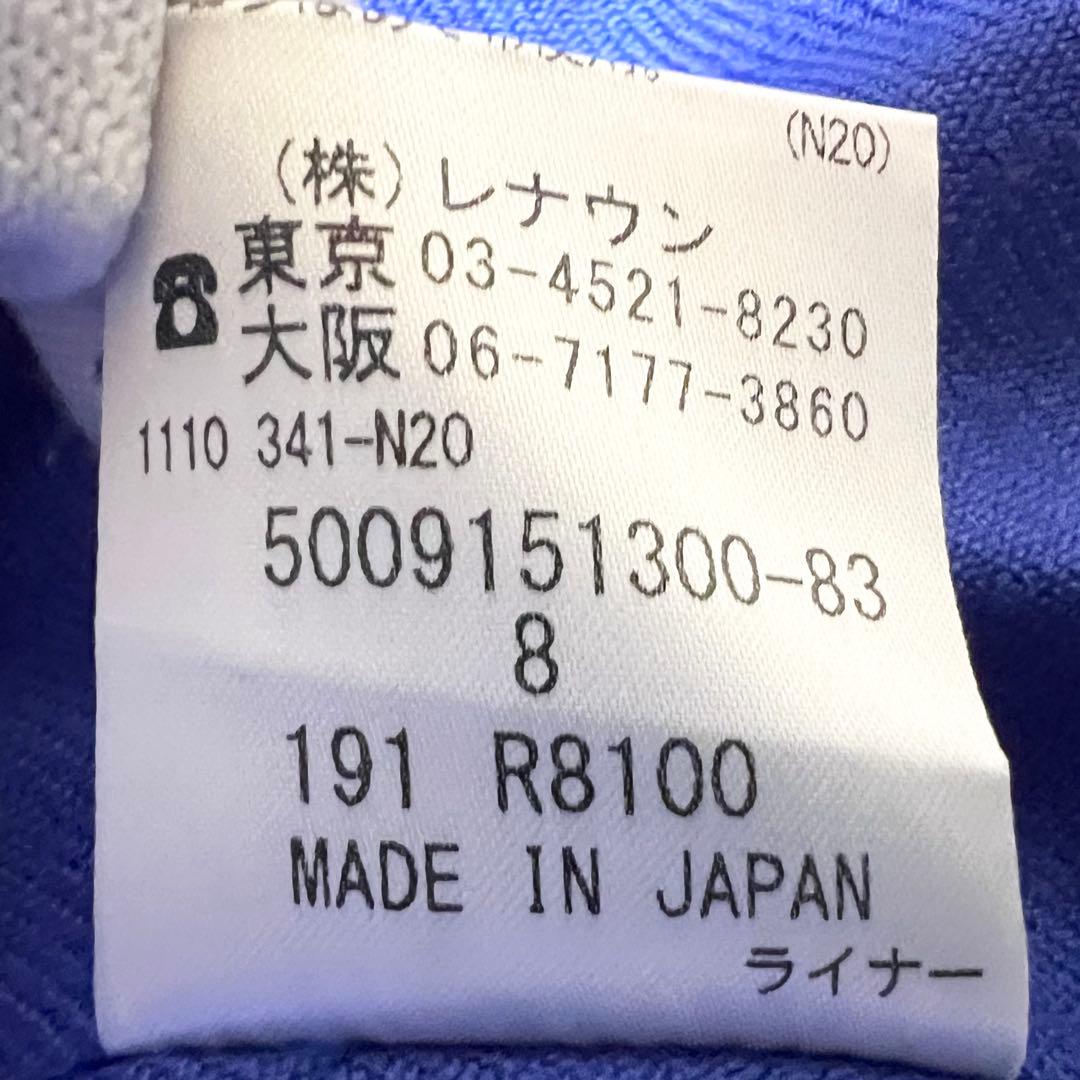 (N20)
(株)レナウン
☎東京 03-4521-8230
大阪 06-7177-3860
1110 341-N20
5009151300-83
8
191 R8100
MADE IN JAPAN
ライナー